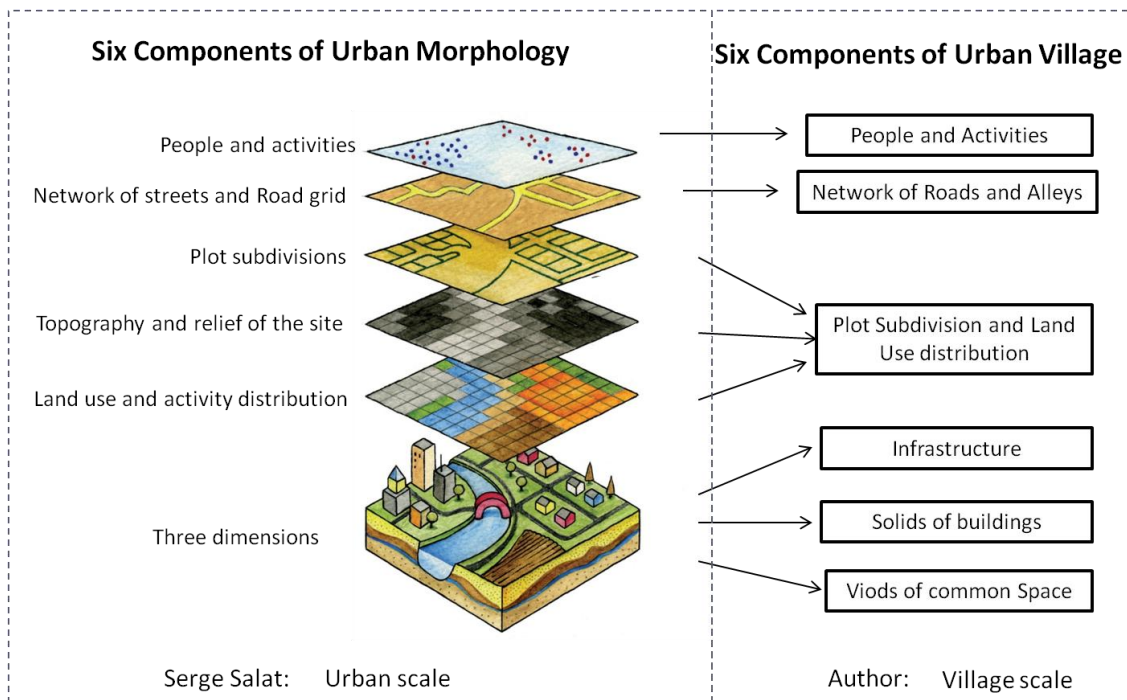 Six Components of Urban Morphology
People and activities
Network of streets and Road grid
Plot subdivisions
Topography and relief of the site
Land use and activity distribution
Three dimensions
Serge Salat: Urban scale
Six Components of Urban Village
People and Activities
Network of Roads and Alleys
Plot Subdivision and Land
Use distribution
Infrastructure
Solids of buildings
Viods of common Space
Author: Village scale